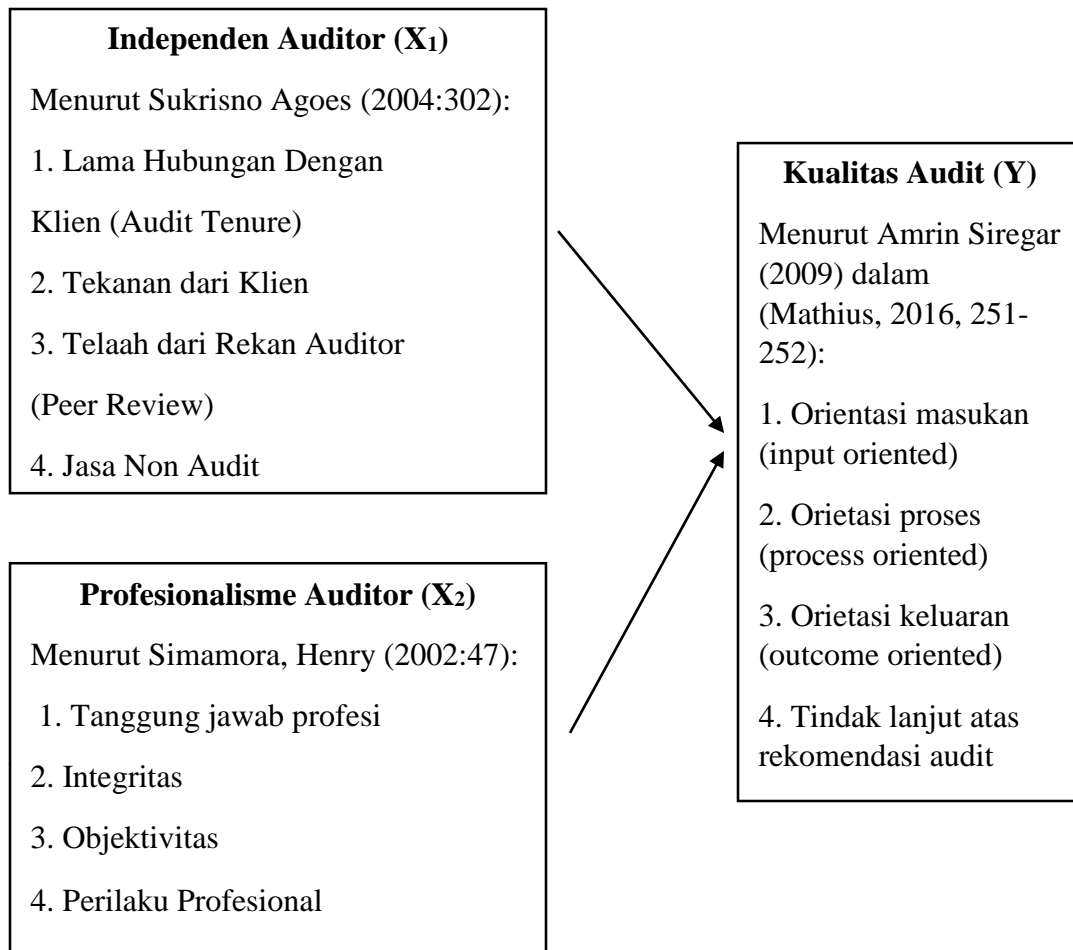 Independen Auditor (X₁)
Menurut Sukrisno Agoes (2004:302):
1. Lama Hubungan Dengan
Klien (Audit Tenure)
2. Tekanan dari Klien
3. Telaah dari Rekan Auditor
(Peer Review)
4. Jasa Non Audit
Profesionalisme Auditor (X₂)
Menurut Simamora, Henry (2002:47):
1. Tanggung jawab profesi
2. Integritas
3. Objektivitas
4. Perilaku Profesional
Kualitas Audit (Y)
Menurut Amrin Siregar
(2009) dalam
(Mathius, 2016, 251-
252):
1. Orientasi masukan
(input oriented)
2. Orietasi proses
(process oriented)
3. Orietasi keluaran
(outcome oriented)
4. Tindak lanjut atas
rekomendasi audit